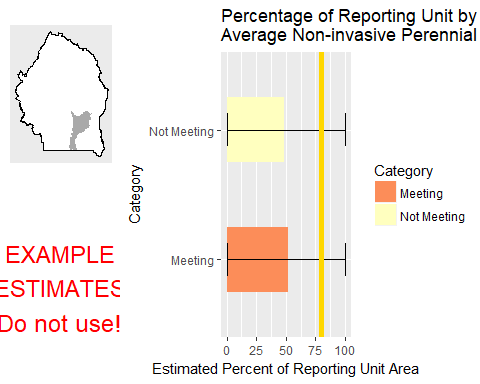 Percentage of Reporting Unit by
Average Non-invasive Perennial
Category
Not Meeting
Meeting
0 25 50 75 100
Estimated Percent of Reporting Unit Area
Category
Meeting
Not Meeting
EXAMPLE
ESTIMATES
Do not use!